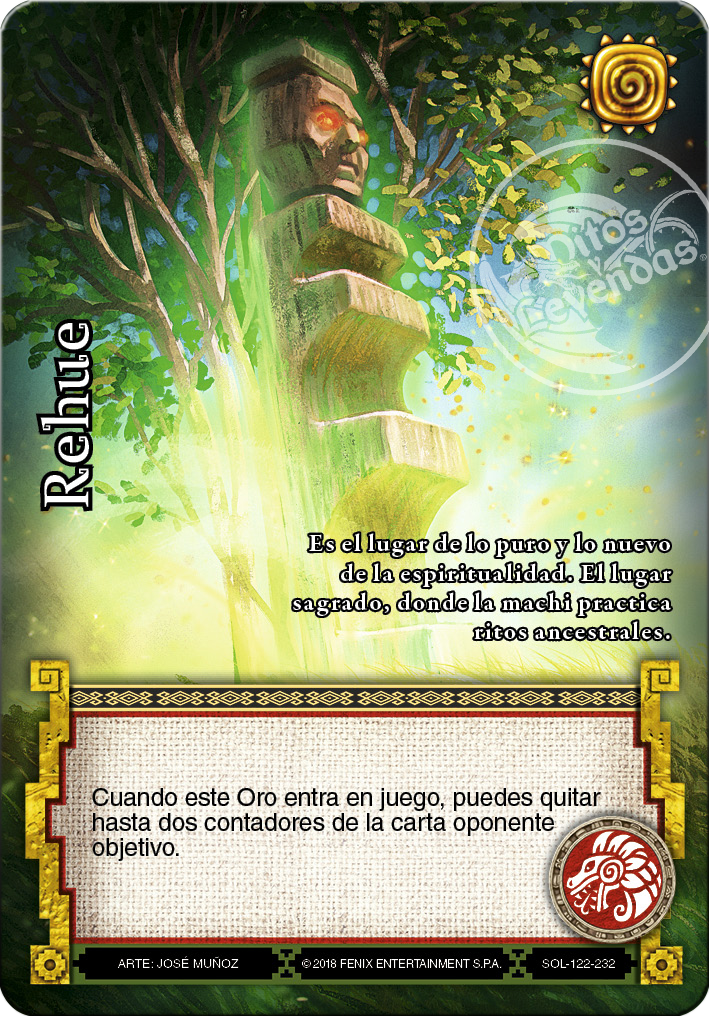 Mitos
y
Leyendas
Rehue
Es el lugar de lo puro y lo nuevo
de la espiritualidad. El lugar
sagrado, donde la machi practica
ritos ancestrales.
Cuando este Oro entra en juego, puedes quitar
hasta dos contadores de la carta oponente
objetivo.
ARTE: JOSÉ MUÑOZ
©2018 FENIX ENTERTAINMENT S.P.A.
SOL-122-232